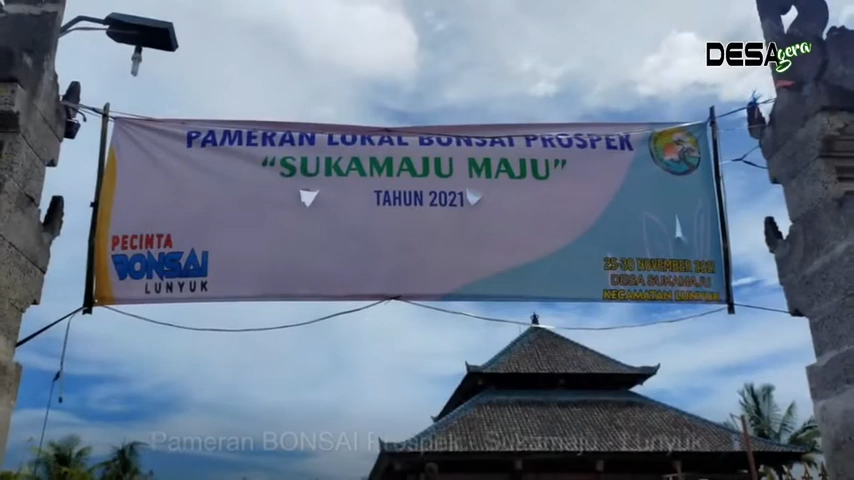 DESAgera
PAMERAN LOKAL BONSAI PROSPEK,
"SUKAMAJU MAJU"
TAHUN 2021
PECINTA
BONSAI
LUNYUK
25-30 NOVEMBER 2021
DESA SUKAMAJU
KECAMATAN LUNYUK
Pameran BONSAI Prospek - Sukamaju - Lunyuk